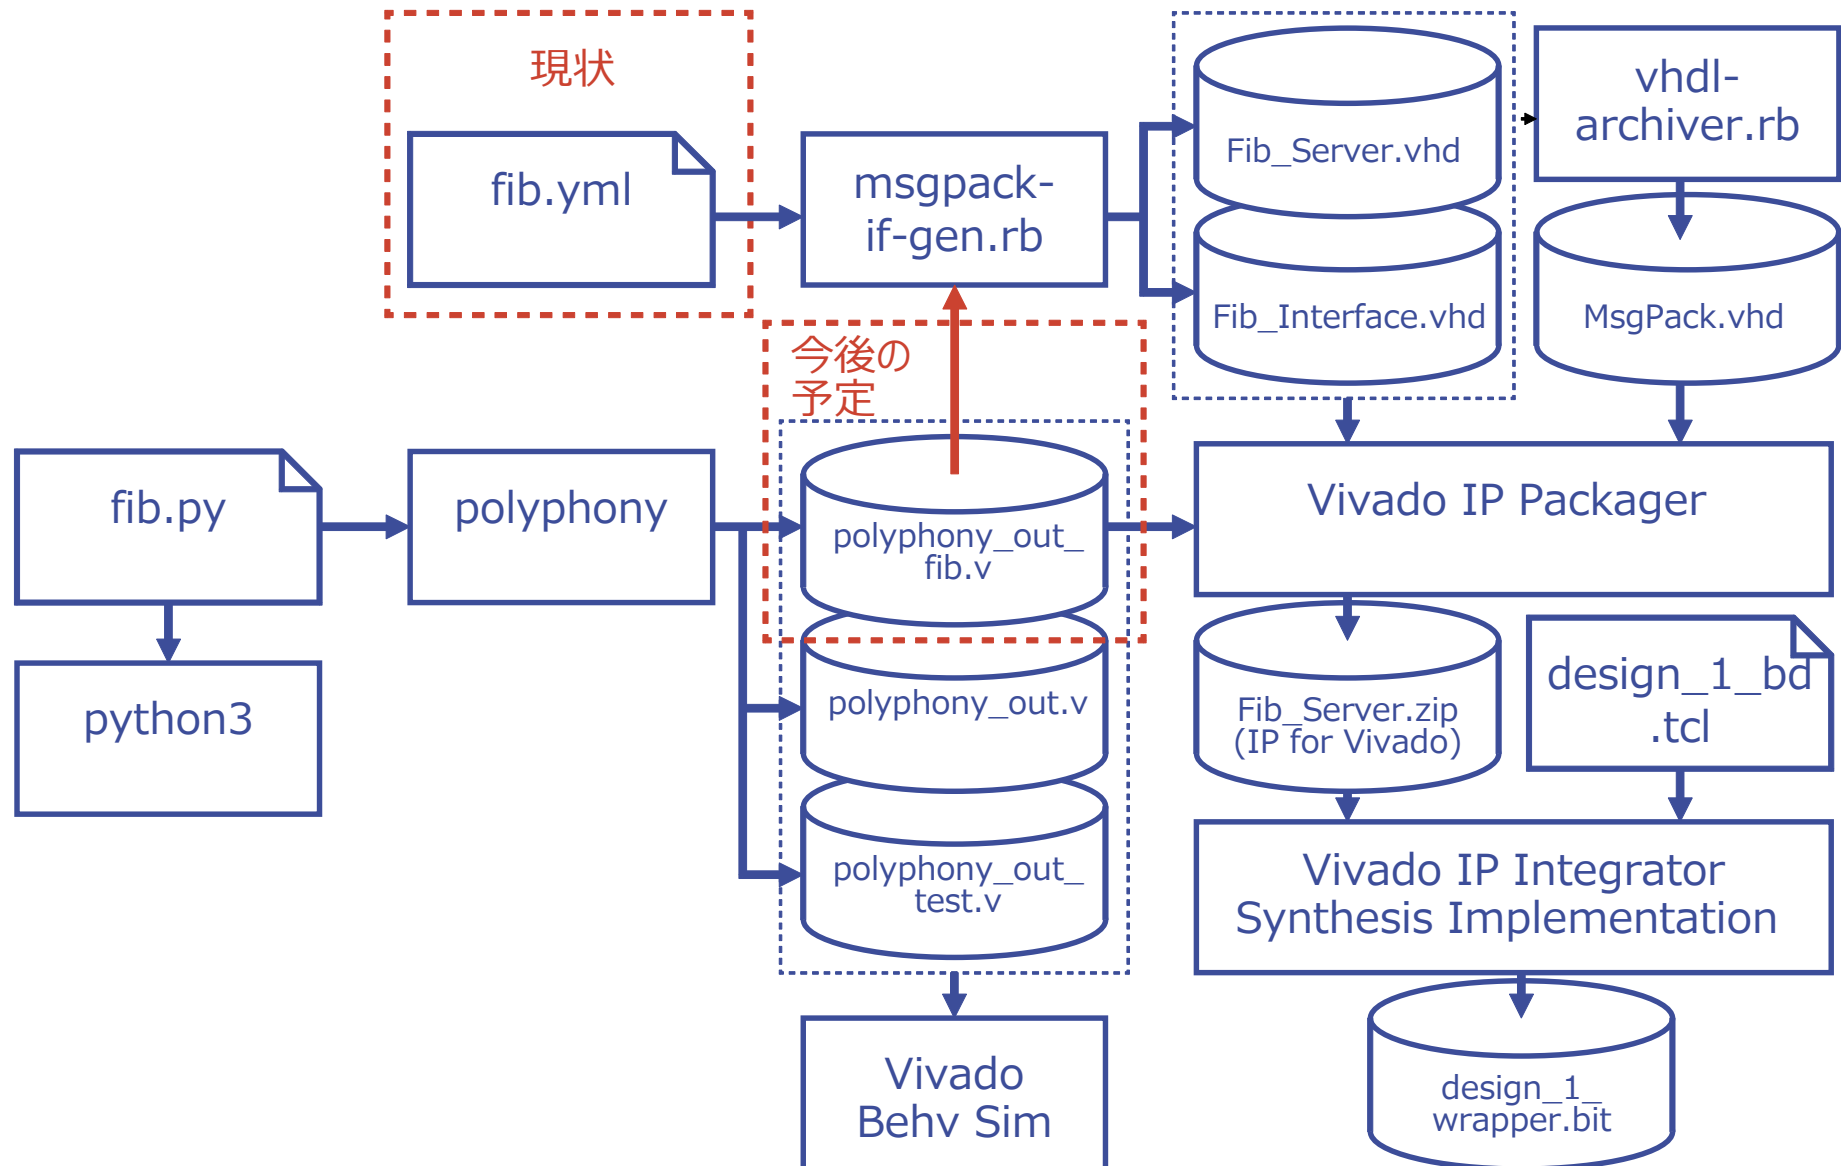 現状
fib.yml
msgpack-
if-gen.rb
Fib_Server.vhd
Fib_Interface.vhd
vhdl-
archiver.rb
MsgPack.vhd
今後の
予定
fib.py
polyphony
polyphony_out_
fib.v
Vivado IP Packager
python3
polyphony_out.v
Fib_Server.zip
(IP for Vivado)
design_1_bd
.tcl
polyphony_out_
test.v
Vivado IP Integrator
Synthesis Implementation
Vivado
Behv Sim
design_1_
wrapper.bit